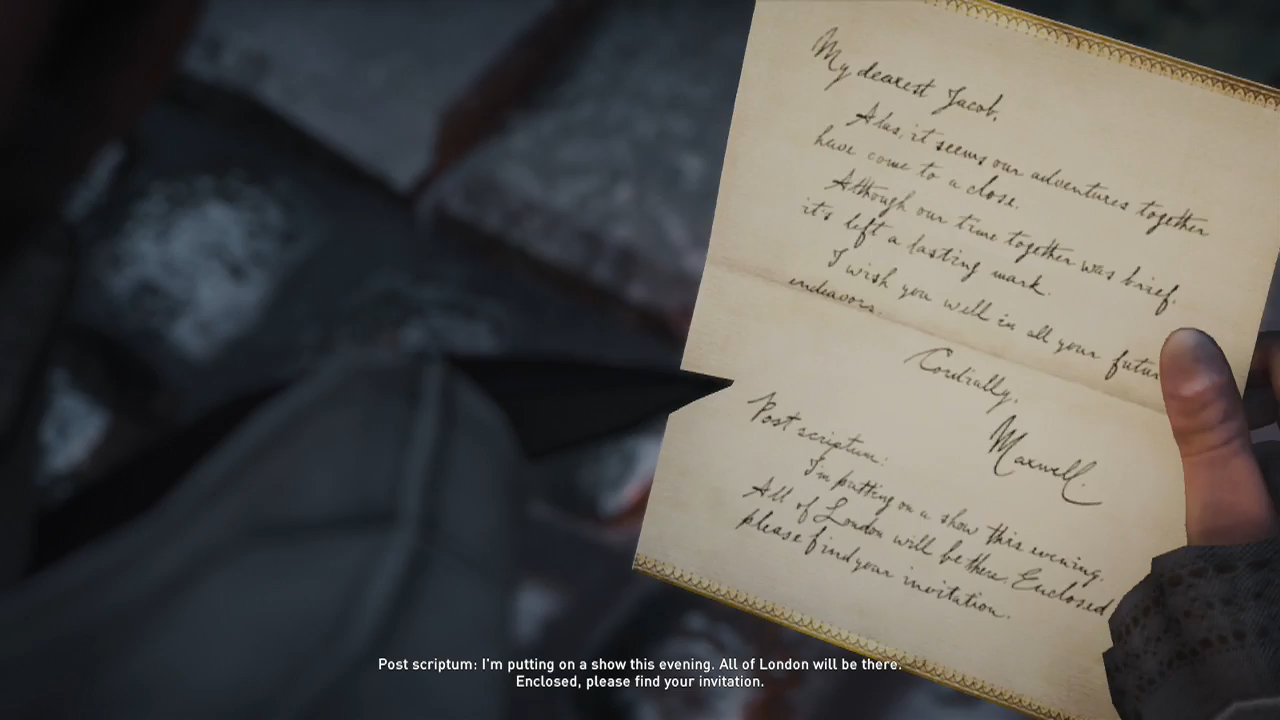 My dearest Jacob,
Alas, it seems our adventures together
have come to a close.
Although our time together was brief,
it's left a lasting mark.
I wish you well in all your futur
endeavors.
Cordially,
Maxwell.
Post scriptum:
I'm putting on a show this evening.
All of London will be there. Enclosed
please find your invitation.
Post scriptum: I'm putting on a show this evening. All of London will be there.
Enclosed, please find your invitation.